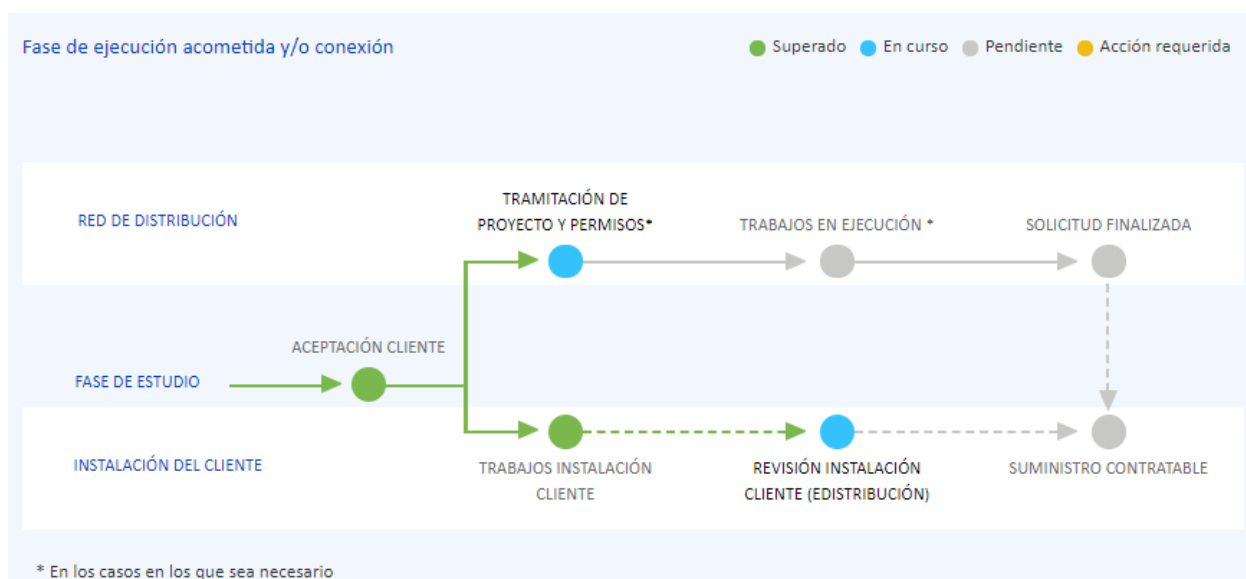 Fase de ejecución acometida y/o conexión
Superado
En curso
Pendiente
Acción requerida
RED DE DISTRIBUCIÓN
TRAMITACIÓN DE
PROYECTO Y PERMISOS*
TRABAJOS EN EJECUCIÓN *
SOLICITUD FINALIZADA
ACEPTACIÓN CLIENTE
FASE DE ESTUDIO
INSTALACIÓN DEL CLIENTE
TRABAJOS INSTALACIÓN
CLIENTE
REVISIÓN INSTALACIÓN
CLIENTE (EDISTRIBUCIÓN)
SUMINISTRO CONTRATABLE
* En los casos en los que sea necesario